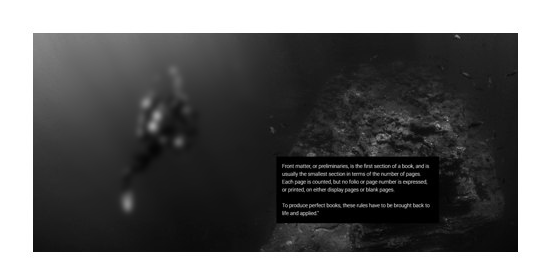 Front matter, or preliminaries, is the first section of a book, and is
usually the smallest section in terms of the number of pages.
Each page is counted, but no folio or page number is expressed,
or printed, on either display pages or blank pages.
To produce perfect books, these rules have to be brought back to
life and applied."